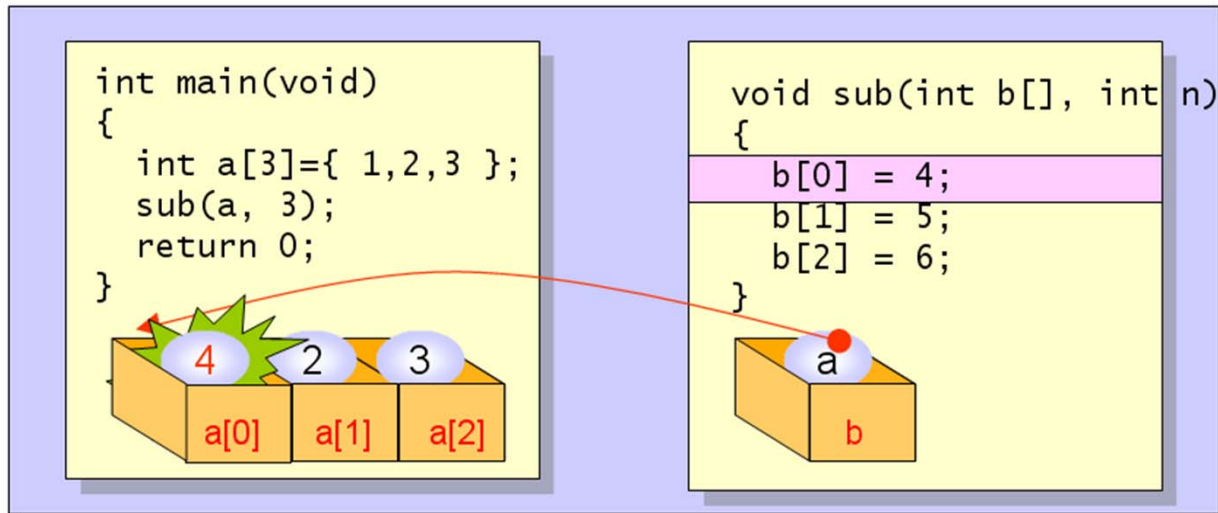 int main(void)
{
int a[3]={ 1,2,3 };
sub(a, 3);
return 0;
}
4 2 3
a[0] a[1] a[2]
void sub(int b[], int n)
{
b[0] = 4;
b[1] = 5;
b[2] = 6;
}
a
b